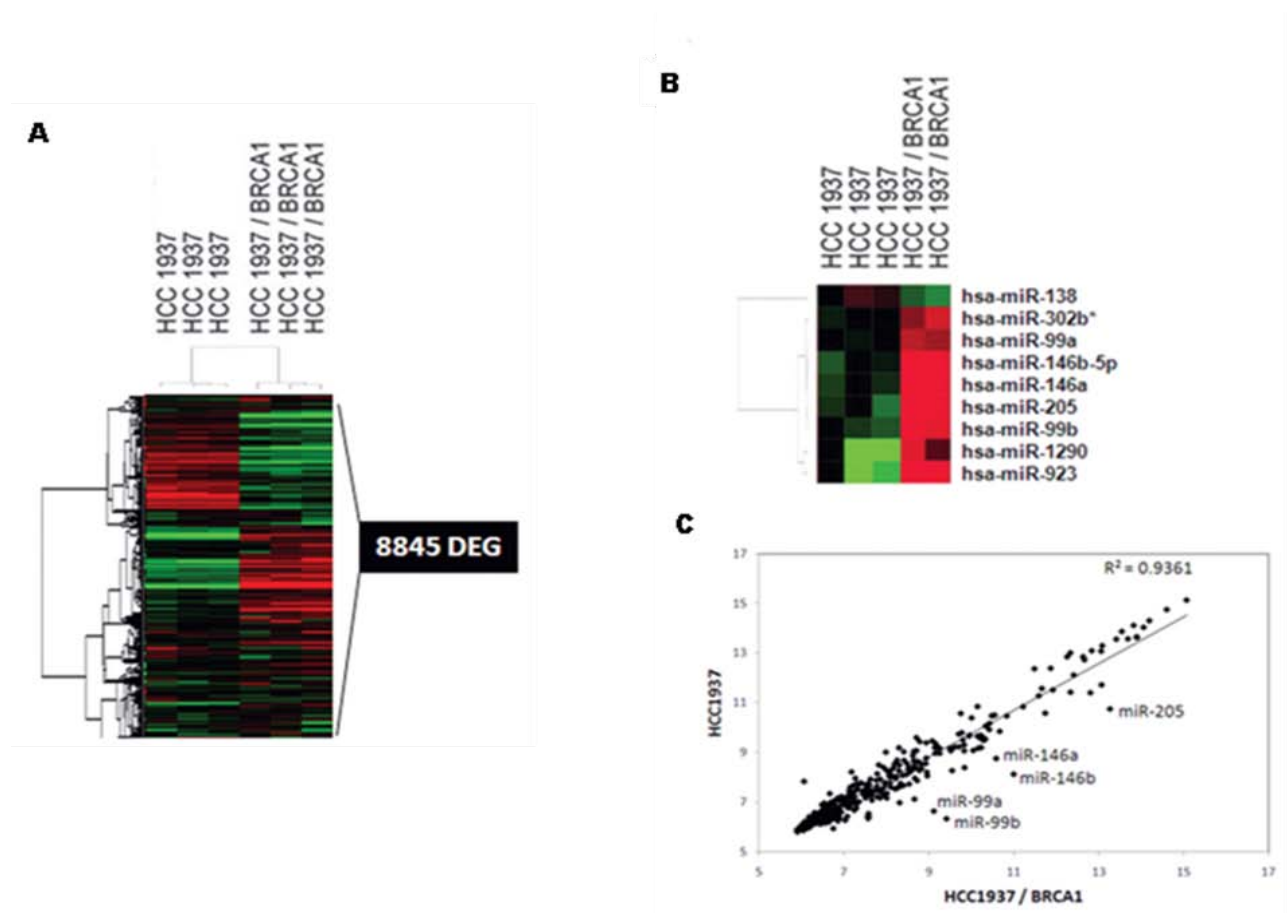 A
HCC 1937
HCC 1937
HCC 1937
HCC 1937 / BRCA1
HCC 1937 / BRCA1
HCC 1937 / BRCA1
8845 DEG
B
HCC 1937
HCC 1937
HCC 1937
HCC 1937 / BRCA1
HCC 1937 / BRCA1
hsa-miR-138
hsa-miR-302b*
hsa-miR-99a
hsa-miR-146b-5p
hsa-miR-146a
hsa-miR-205
hsa-miR-99b
hsa-miR-1290
hsa-miR-923
C
R² = 0.9361
17
15
13
11
9
7
5
HCC1937
miR-205
miR-146a
miR-146b
miR-99a
miR-99b
5 7 9 11 13 15 17
HCC1937 / BRCA1